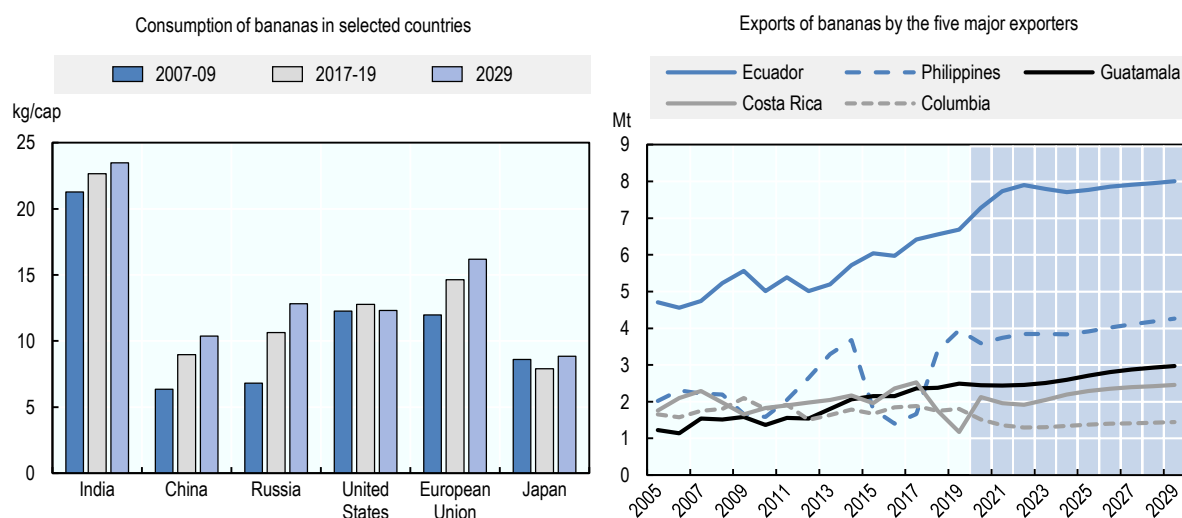 Consumption of bananas in selected countries
2007-09 2017-19 2029
kg/cap
25
20
15
10
5
0
India China Russia United States European Union Japan
Exports of bananas by the five major exporters
Ecuador Philippines Guatamala
Costa Rica Columbia
Mt
9
8
7
6
5
4
3
2
1
0
2005 2007 2009 2011 2013 2015 2017 2019 2021 2023 2025 2027 2029